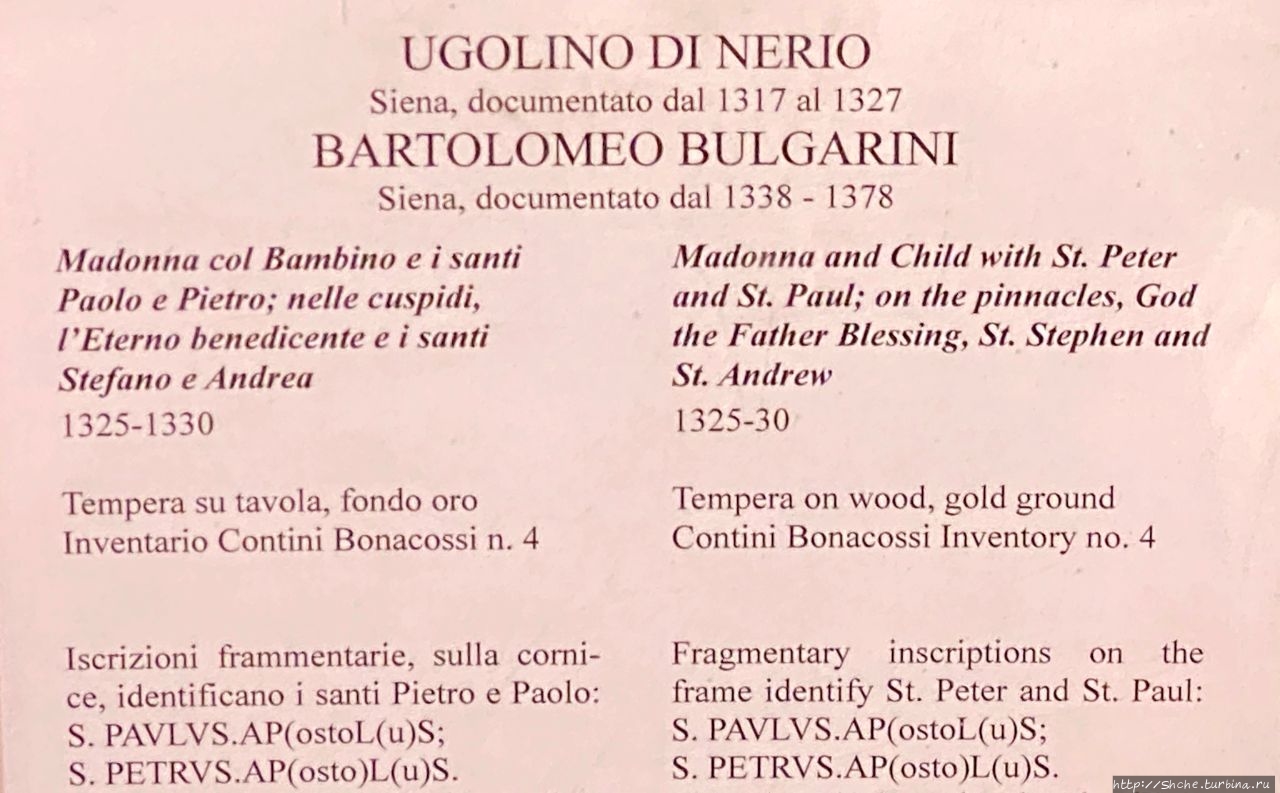 UGOLINO DI NERIO
Siena, documentato dal 1317 al 1327
BARTOLOMEO BULGARINI
Siena, documentato dal 1338 - 1378
Madonna col Bambino e i santi
Paolo e Pietro; nelle cuspidi,
l'Eterno benedicente e i santi
Stefano e Andrea
1325-1330
Tempera su tavola, fondo oro
Inventario Contini Bonacossi n. 4
Iscrizioni frammentarie, sulla corni-
ce, identificano i santi Pietro e Paolo:
S. PAVLVS.AP(ostoL(u)S;
S. PETRVS.AP(osto)L(u)S.
Madonna and Child with St. Peter
and St. Paul; on the pinnacles, God
the Father Blessing, St. Stephen and
St. Andrew
1325-30
Tempera on wood, gold ground
Contini Bonacossi Inventory no. 4
Fragmentary inscriptions on the
frame identify St. Peter and St. Paul:
S. PAVLVS.AP(ostoL(u)S;
S. PETRVS.AP(osto)L(u)S.
http://Shche.turbina.ru